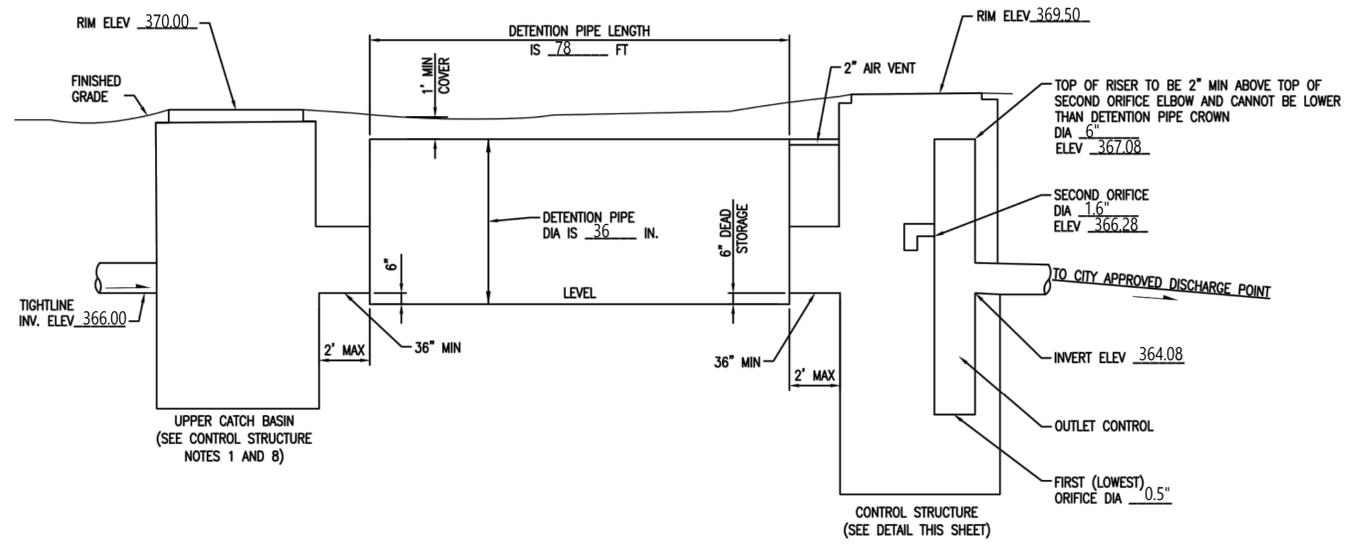 RIM ELEV 370.00
DETENTION PIPE LENGTH
IS 78 FT
RIM ELEV 369.50
FINISHED
GRADE
1' MIN
COVER
2" AIR VENT
TOP OF RISER TO BE 2" MIN ABOVE TOP OF
SECOND ORIFICE ELBOW AND CANNOT BE LOWER
THAN DETENTION PIPE CROWN
DIA 6"
ELEV 367.08
SECOND ORIFICE
DIA 1.6"
ELEV 366.28
DETENTION PIPE
DIA IS 36 IN.
6" DEAD
STORAGE
6"
LEVEL
TO CITY APPROVED DISCHARGE POINT
TIGHTLINE
INV. ELEV 366.00
2' MAX
36" MIN
36" MIN
2' MAX
INVERT ELEV 364.08
UPPER CATCH BASIN
(SEE CONTROL STRUCTURE
NOTES 1 AND 8)
OUTLET CONTROL
FIRST (LOWEST)
ORIFICE DIA 0.5"
CONTROL STRUCTURE
(SEE DETAIL THIS SHEET)